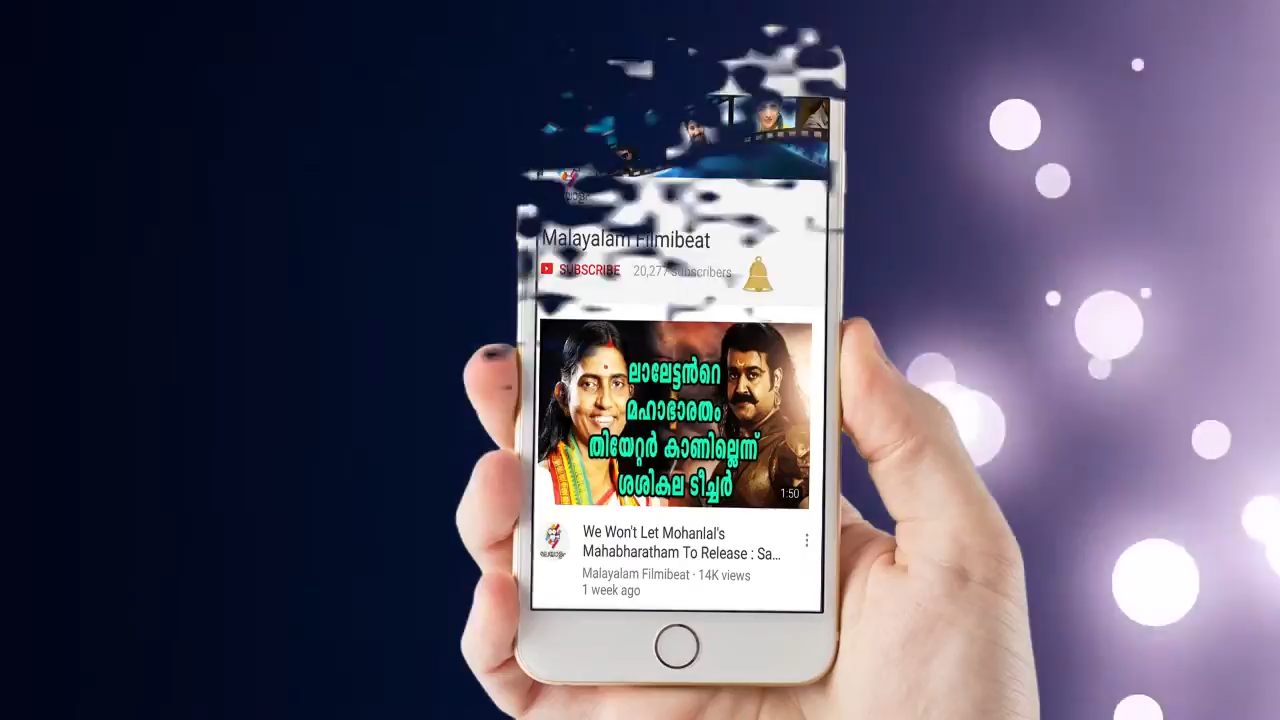 Malayalam Filmibeat
SUBSCRIBE 20,277 subscribers
ലാലേട്ടൻറെ
മഹാഭാരതം
തിയേറ്റർ കാണില്ലെന്ന്
ശശികല ടീച്ചർ
1:50
We Won't Let Mohanlal's
Mahabharatham To Release : Sa...
Malayalam Filmibeat · 14K views
1 week ago